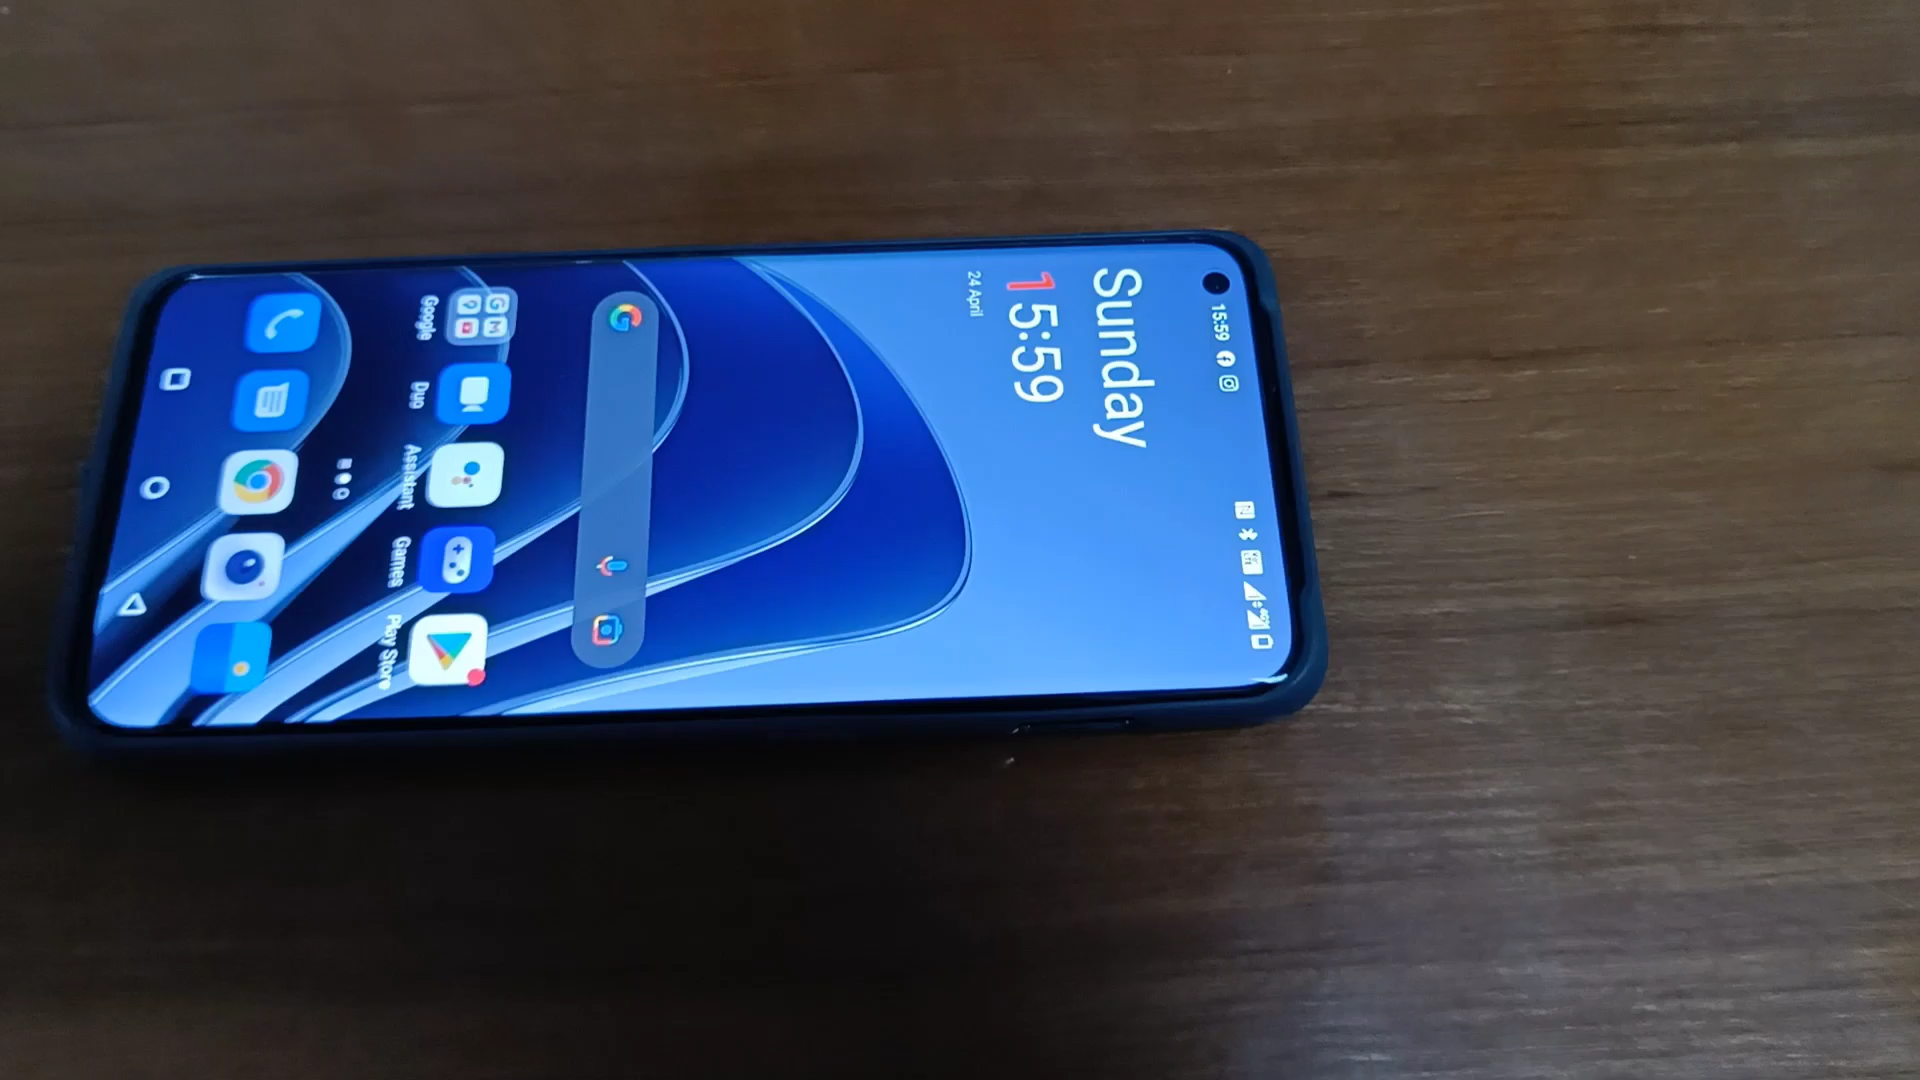 15:59
Sunday
15:59
24 April
Google
Duo
Assistant
Games
Play Store